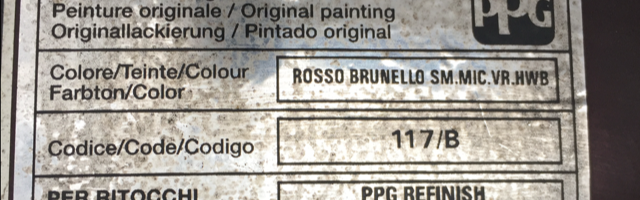 Peinture originale / Original painting
PPG
Originallackierung / Pintado original
Colore/Teinte/Colour
Farbton/Color
ROSSO BRUNELLO SM.MIC.VR.HWB
Codice/Code/Codigo
117/B
PER RITOCCHI
PPG REFINISH